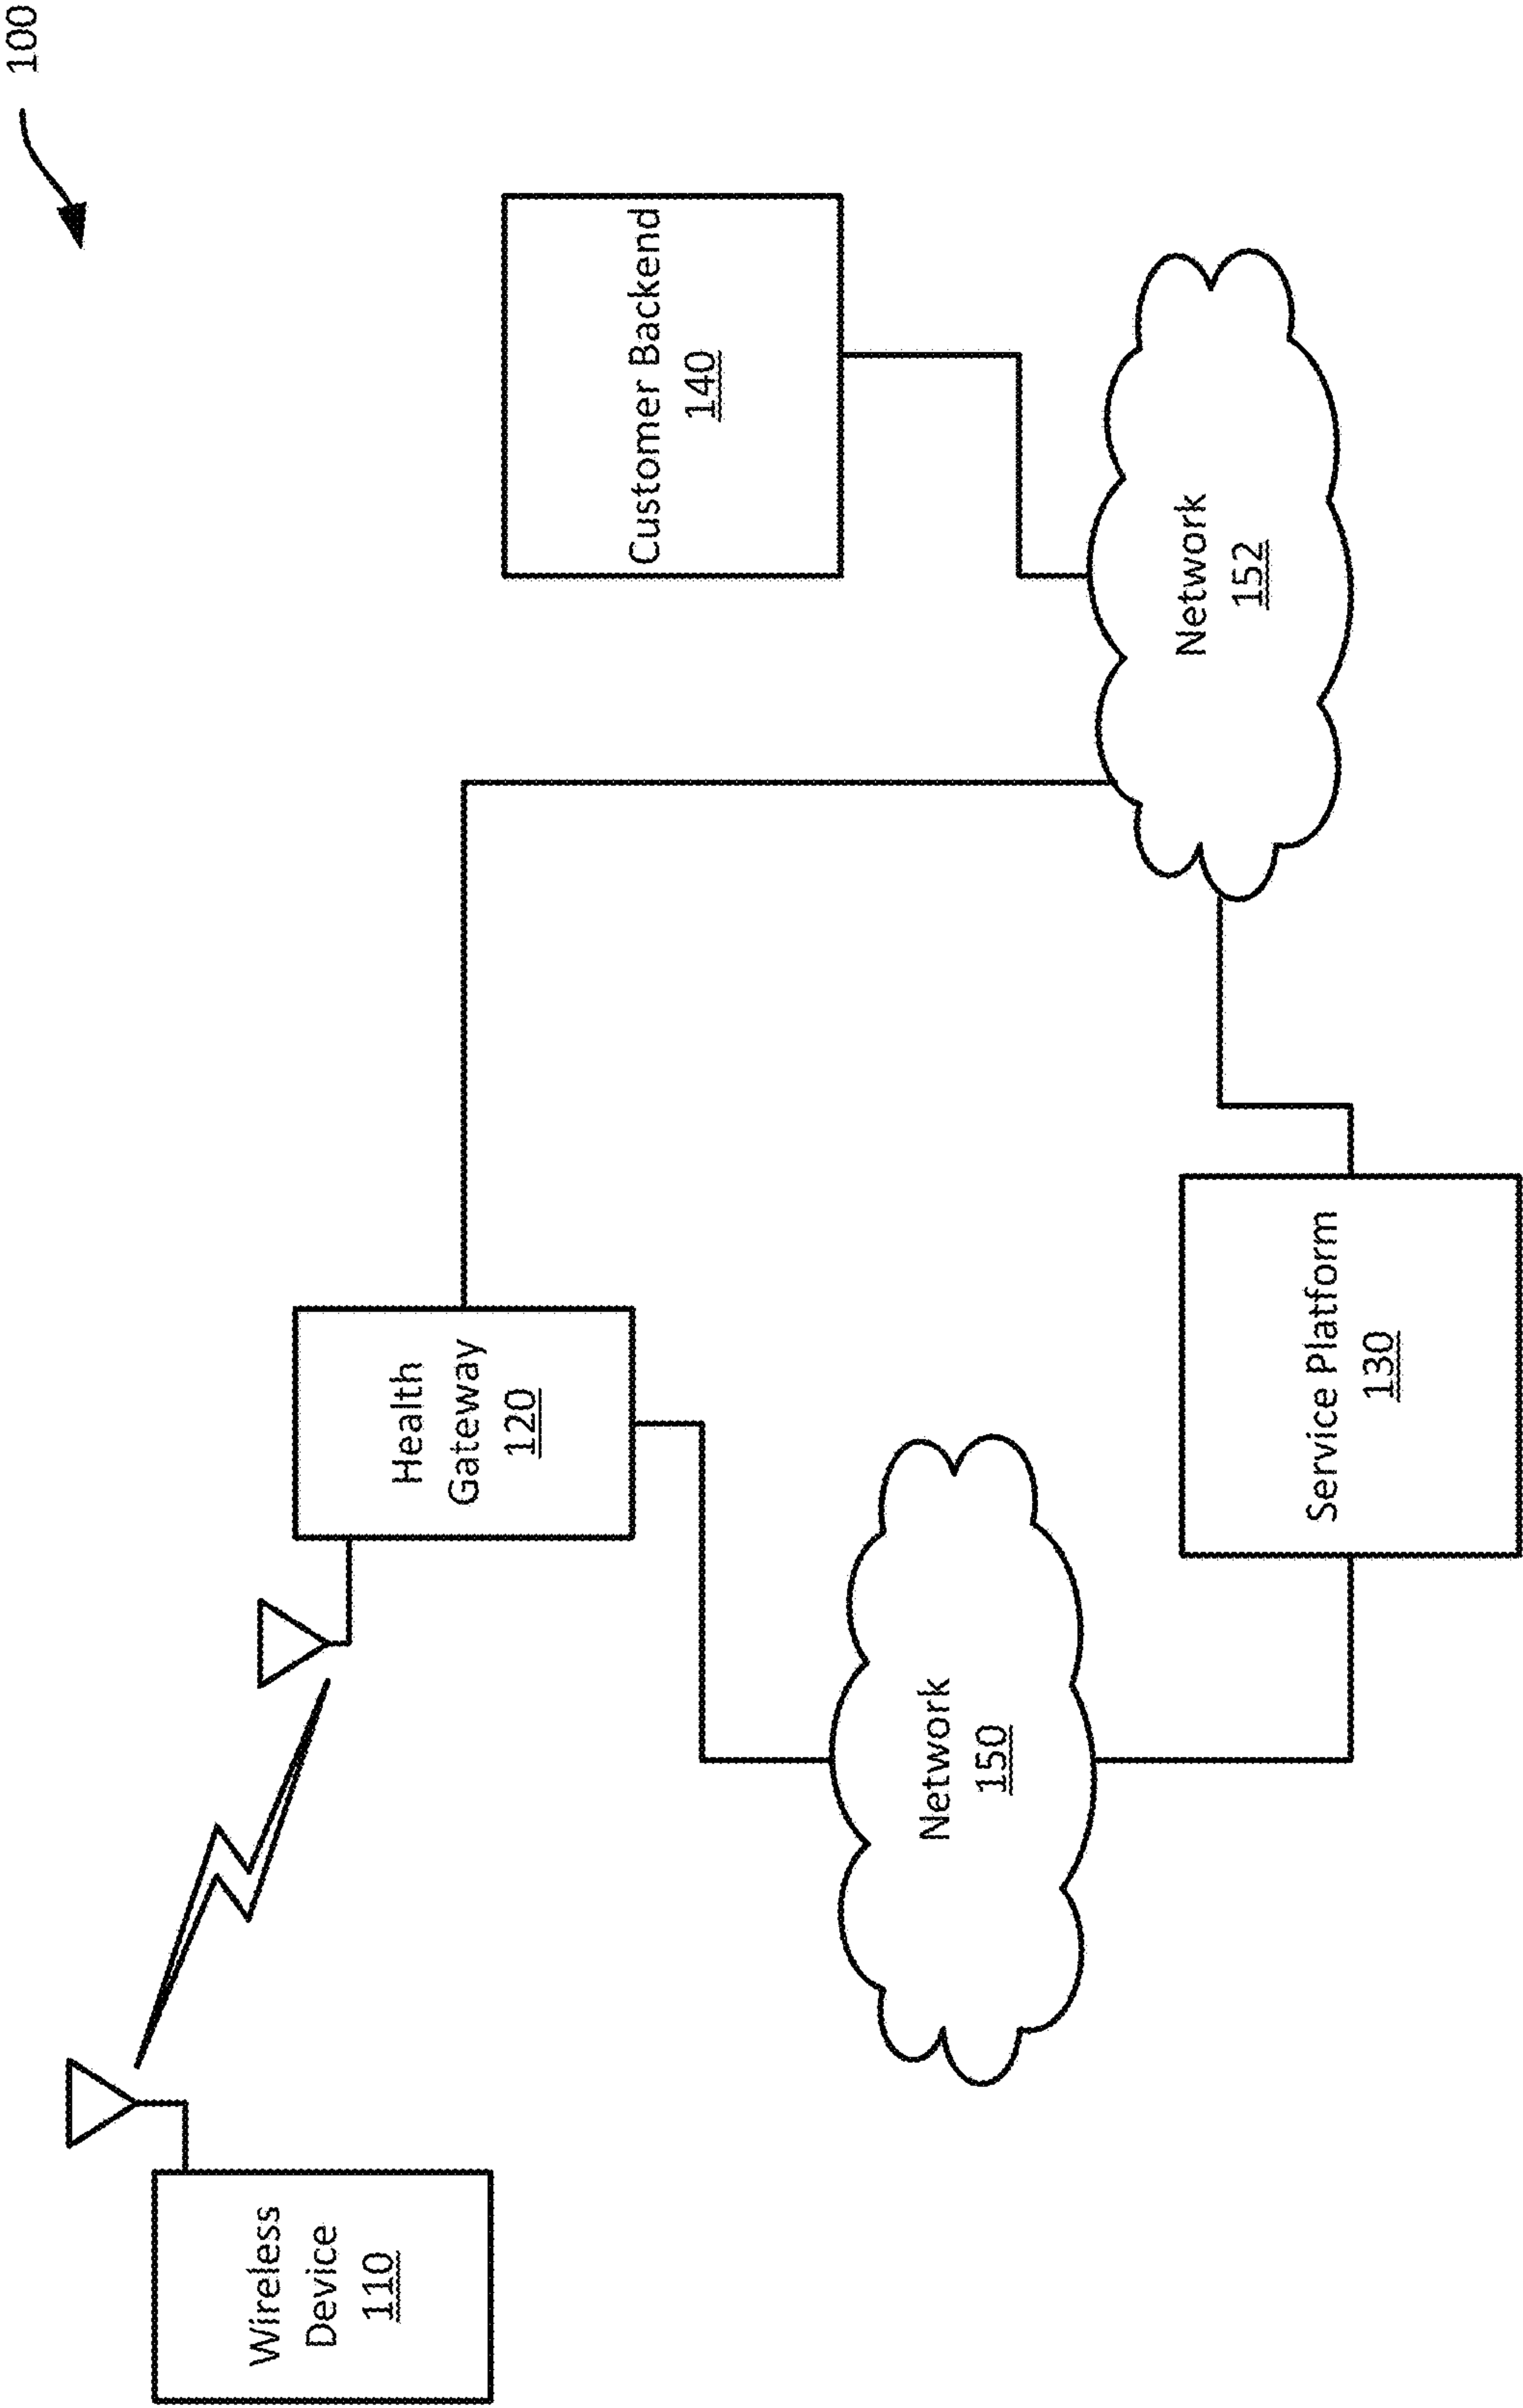 100
Wireless
Device
110
Health
Gateway
120
Customer Backend
140
Network
150
Network
152
Service Platform
130